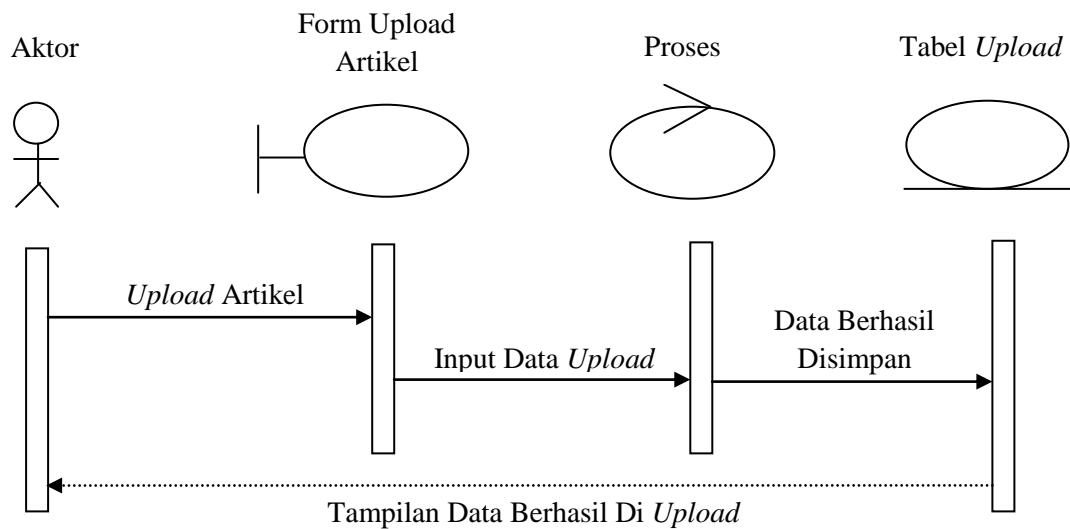 Aktor
Form Upload
Artikel
Proses
Tabel Upload
Upload Artikel
Input Data Upload
Data Berhasil
Disimpan
Tampilan Data Berhasil Di Upload